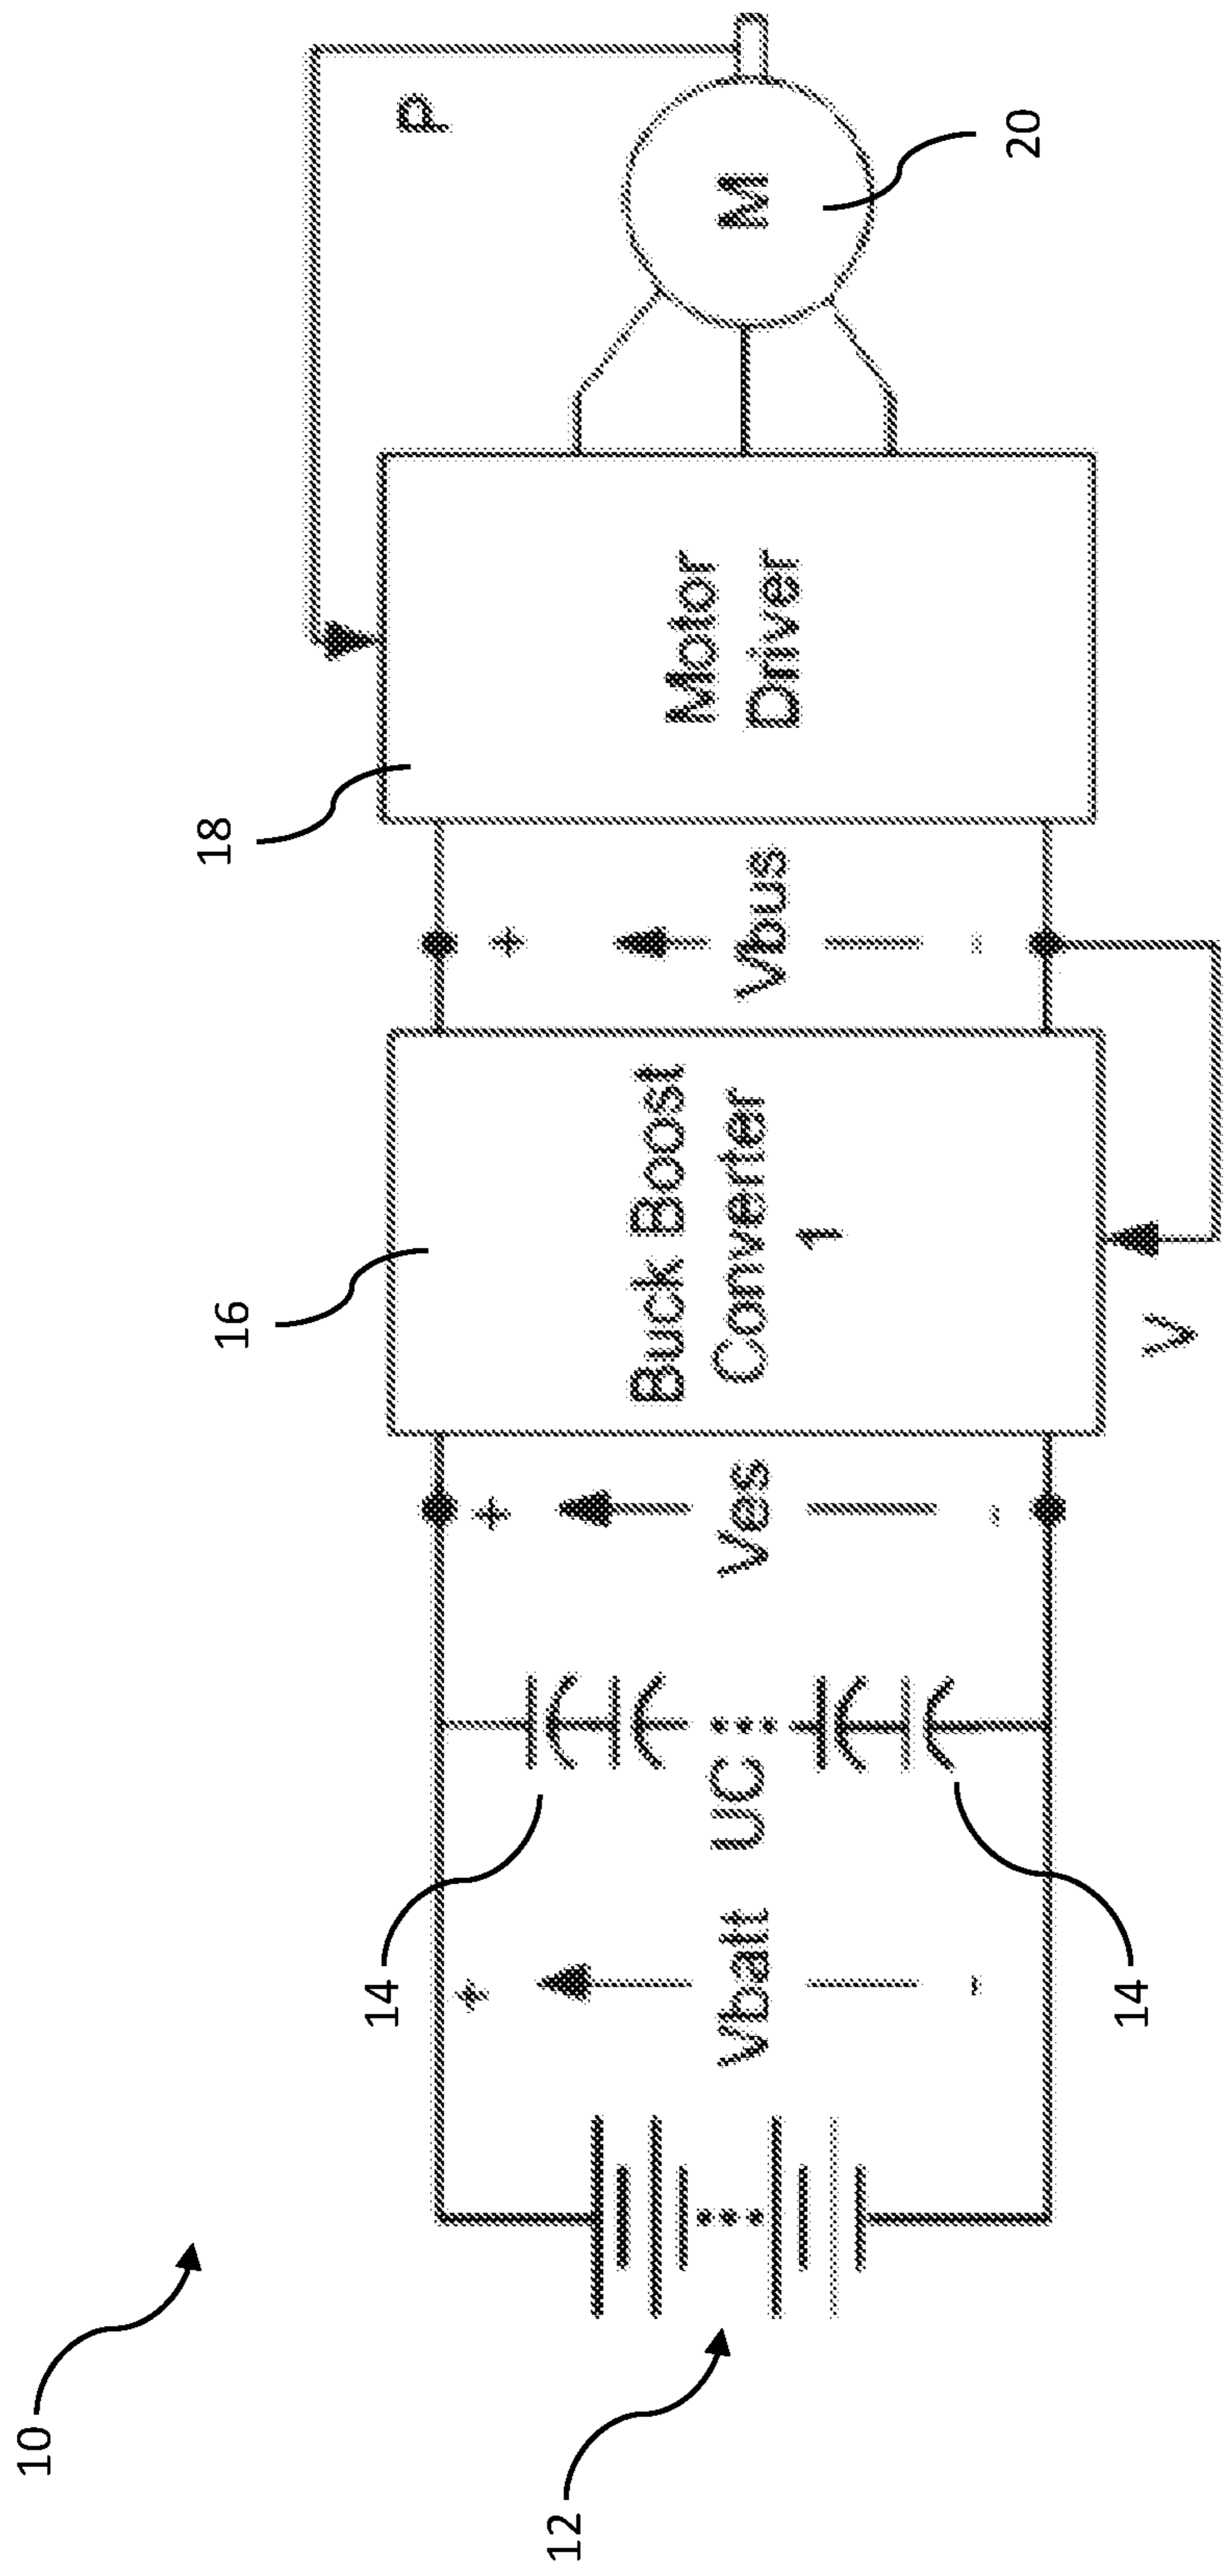 10
12
Vbatt
+
-
14
14
UC
Ves
+
-
16
Buck Boost
Converter
1
V
Vbus
+
-
18
Motor
Driver
P
M
20